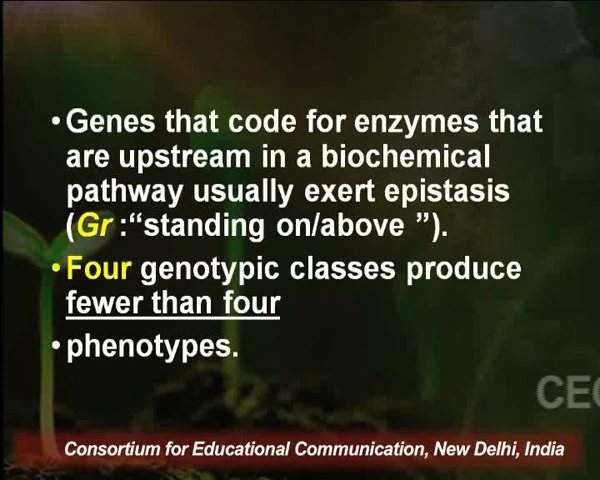 •Genes that code for enzymes that
are upstream in a biochemical
pathway usually exert epistasis
(Gr :“standing on/above ”).
•Four genotypic classes produce
fewer than four
•phenotypes.
CEC
Consortium for Educational Communication, New Delhi, India